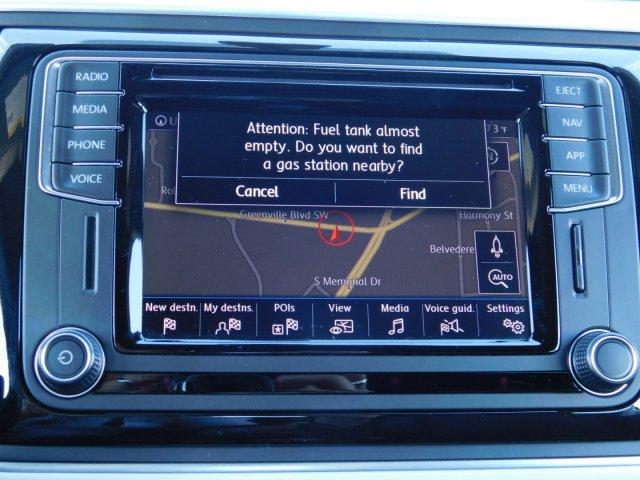 RADIO
MEDIA
PHONE
VOICE
EJECT
NAV
APP
MENU
Attention: Fuel tank almost
empty. Do you want to find
a gas station nearby?
Cancel
Find
73°F
N
Greenville Blvd SW
Harmony St
Belvedere
S Memorial Dr
AUTO
New destn.
My destns.
POIs
View
Media
Voice guid.
Settings